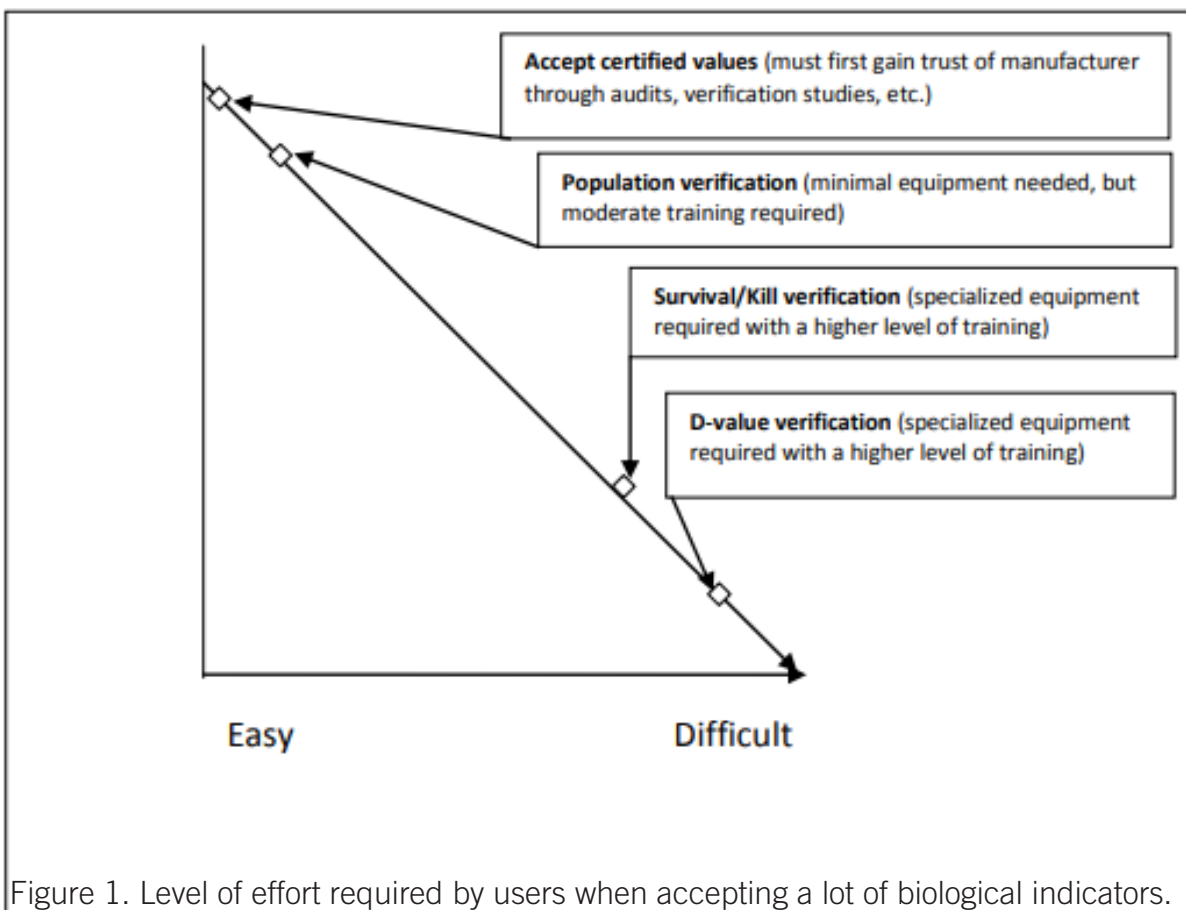 Accept certified values (must first gain trust of manufacturer
through audits, verification studies, etc.)
Population verification (minimal equipment needed, but
moderate training required)
Survival/Kill verification (specialized equipment
required with a higher level of training)
D-value verification (specialized equipment
required with a higher level of training)
Easy
Difficult
Figure 1. Level of effort required by users when accepting a lot of biological indicators.